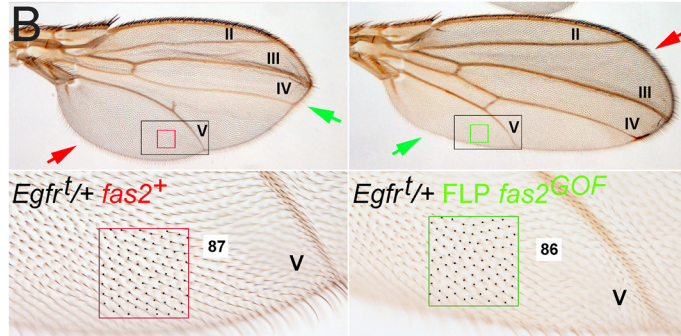 B
II
III
IV
V
II
III
IV
V
Egfrᵗ/+ fas2⁺
87
V
Egfrᵗ/+ FLP fas2ᴳᴼᶠ
86
V